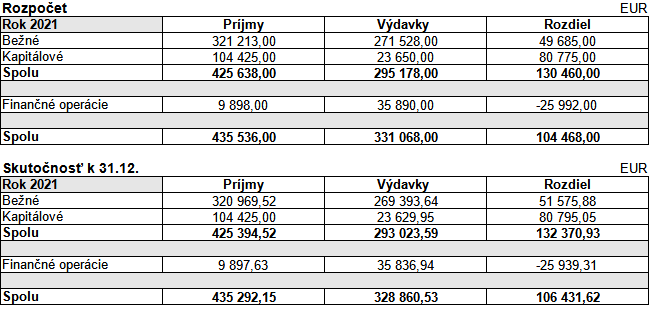 Rozpočet EUR
Rok 2021 Príjmy Výdavky Rozdiel
Bežné 321 213,00 271 528,00 49 685,00
Kapitálové 104 425,00 23 650,00 80 775,00
Spolu 425 638,00 295 178,00 130 460,00
Finančné operácie 9 898,00 35 890,00 -25 992,00
Spolu 435 536,00 331 068,00 104 468,00
Skutočnosť k 31.12. EUR
Rok 2021 Príjmy Výdavky Rozdiel
Bežné 320 969,52 269 393,64 51 575,88
Kapitálové 104 425,00 23 629,95 80 795,05
Spolu 425 394,52 293 023,59 132 370,93
Finančné operácie 9 897,63 35 836,94 -25 939,31
Spolu 435 292,15 328 860,53 106 431,62